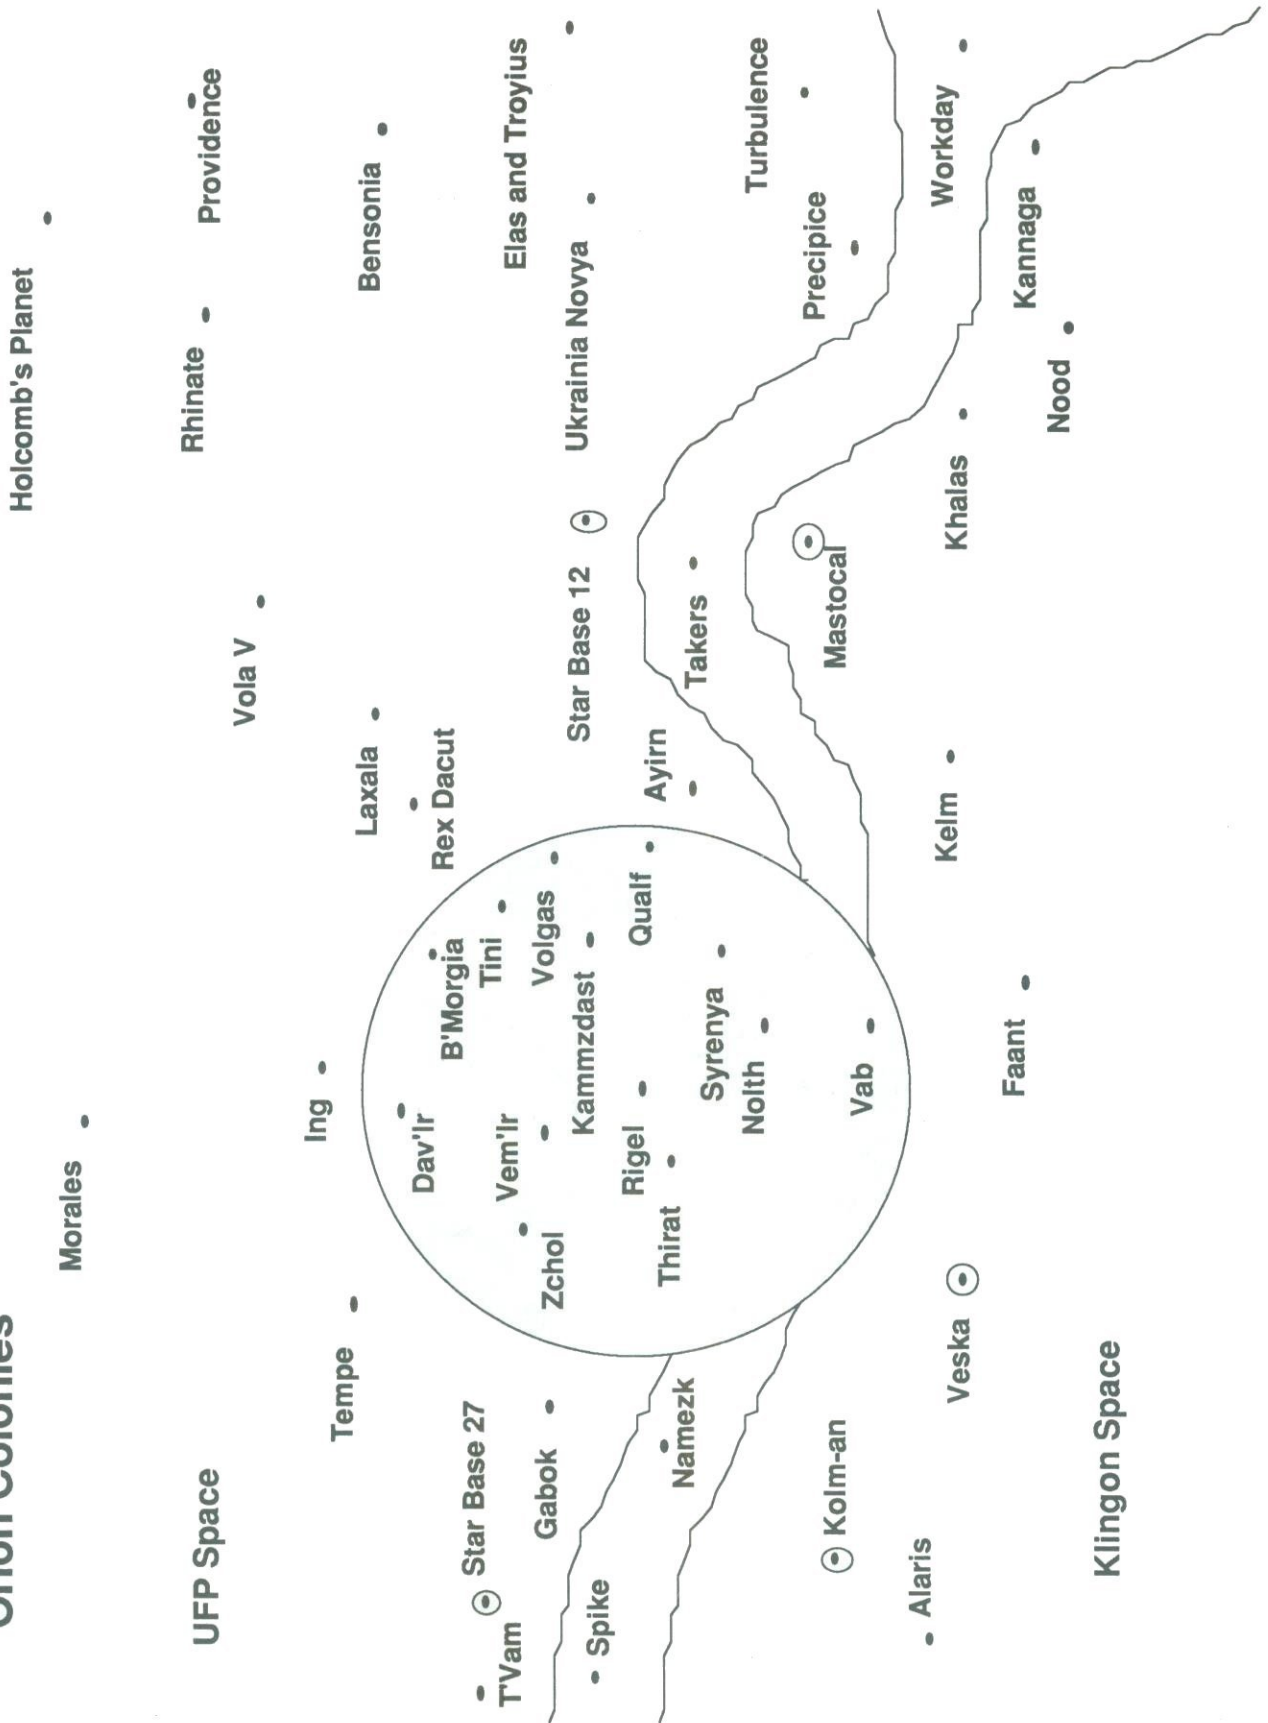 Orion Colonies
Holcomb's Planet
Morales
UFP Space
Rhinate
Providence
Vola V
Ing
Tempe
Laxala
Bensonia
Dav'Ir
Rex Dacut
B'Morgia
Star Base 27
Tini
T'Vam
Vem'Ir
Elas and Troyius
Gabok
Zchol
Volgas
Kammzdast
Star Base 12
Ukrainia Novya
Spike
Rigel
Qualf
Ayirn
Thirat
Namezk
Takers
Syrenya
Nolth
Turbulence
Precipice
Kolm-an
Mastocal
Vab
Alaris
Kelm
Workday
Veska
Khalas
Faant
Kannaga
Nood
Klingon Space